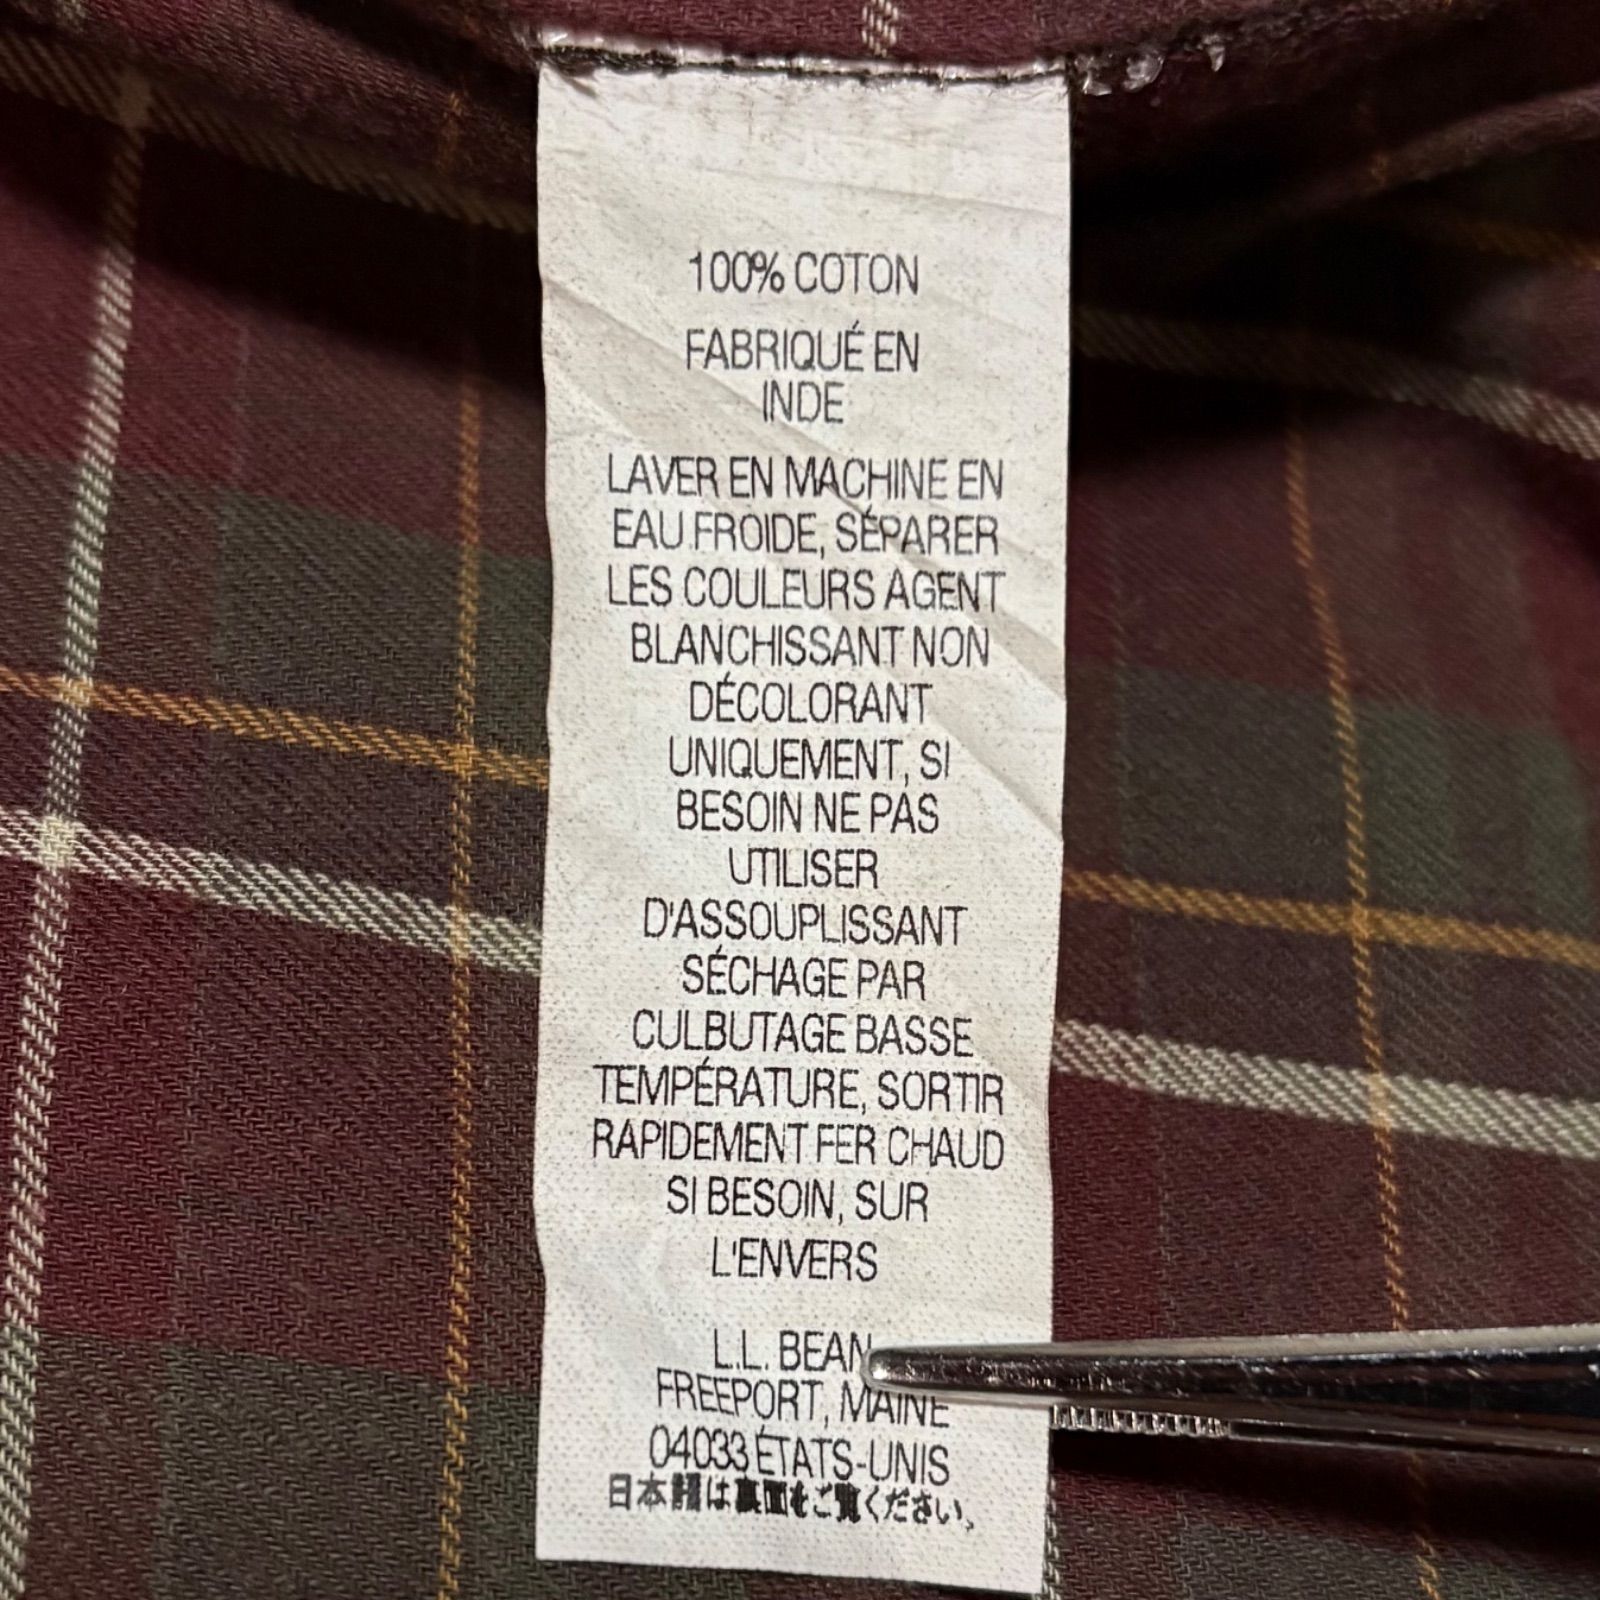 100% COTON
FABRIQUÉ EN
INDE
LAVER EN MACHINE EN
EAU FROIDE, SÉPARER
LES COULEURS AGENT
BLANCHISSANT NON
DÉCOLORANT
UNIQUEMENT, SI
BESOIN NE PAS
UTILISER
D'ASSOUPLISSANT
SÉCHAGE PAR
CULBUTAGE BASSE
TEMPÉRATURE, SORTIR
RAPIDEMENT FER CHAUD
SI BESOIN, SUR
L'ENVERS
L.L. BEAN
FREEPORT, MAINE
04033 ÉTATS-UNIS
日本語は裏面をご覧ください。